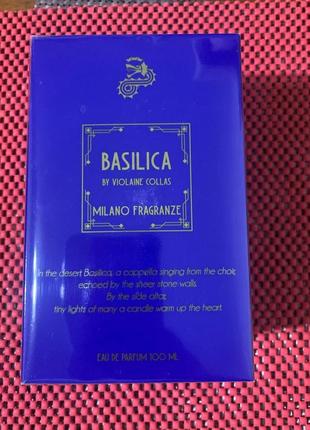 BASILICA
BY VIOLAINE COLLAS
MILANO FRAGRANZE
In the desert Basilica, a cappella singing from the choir,
echoed by the sheer stone walls.
By the side altar,
tiny lights of many a candle warm up the heart.
EAU DE PARFUM 100 ML